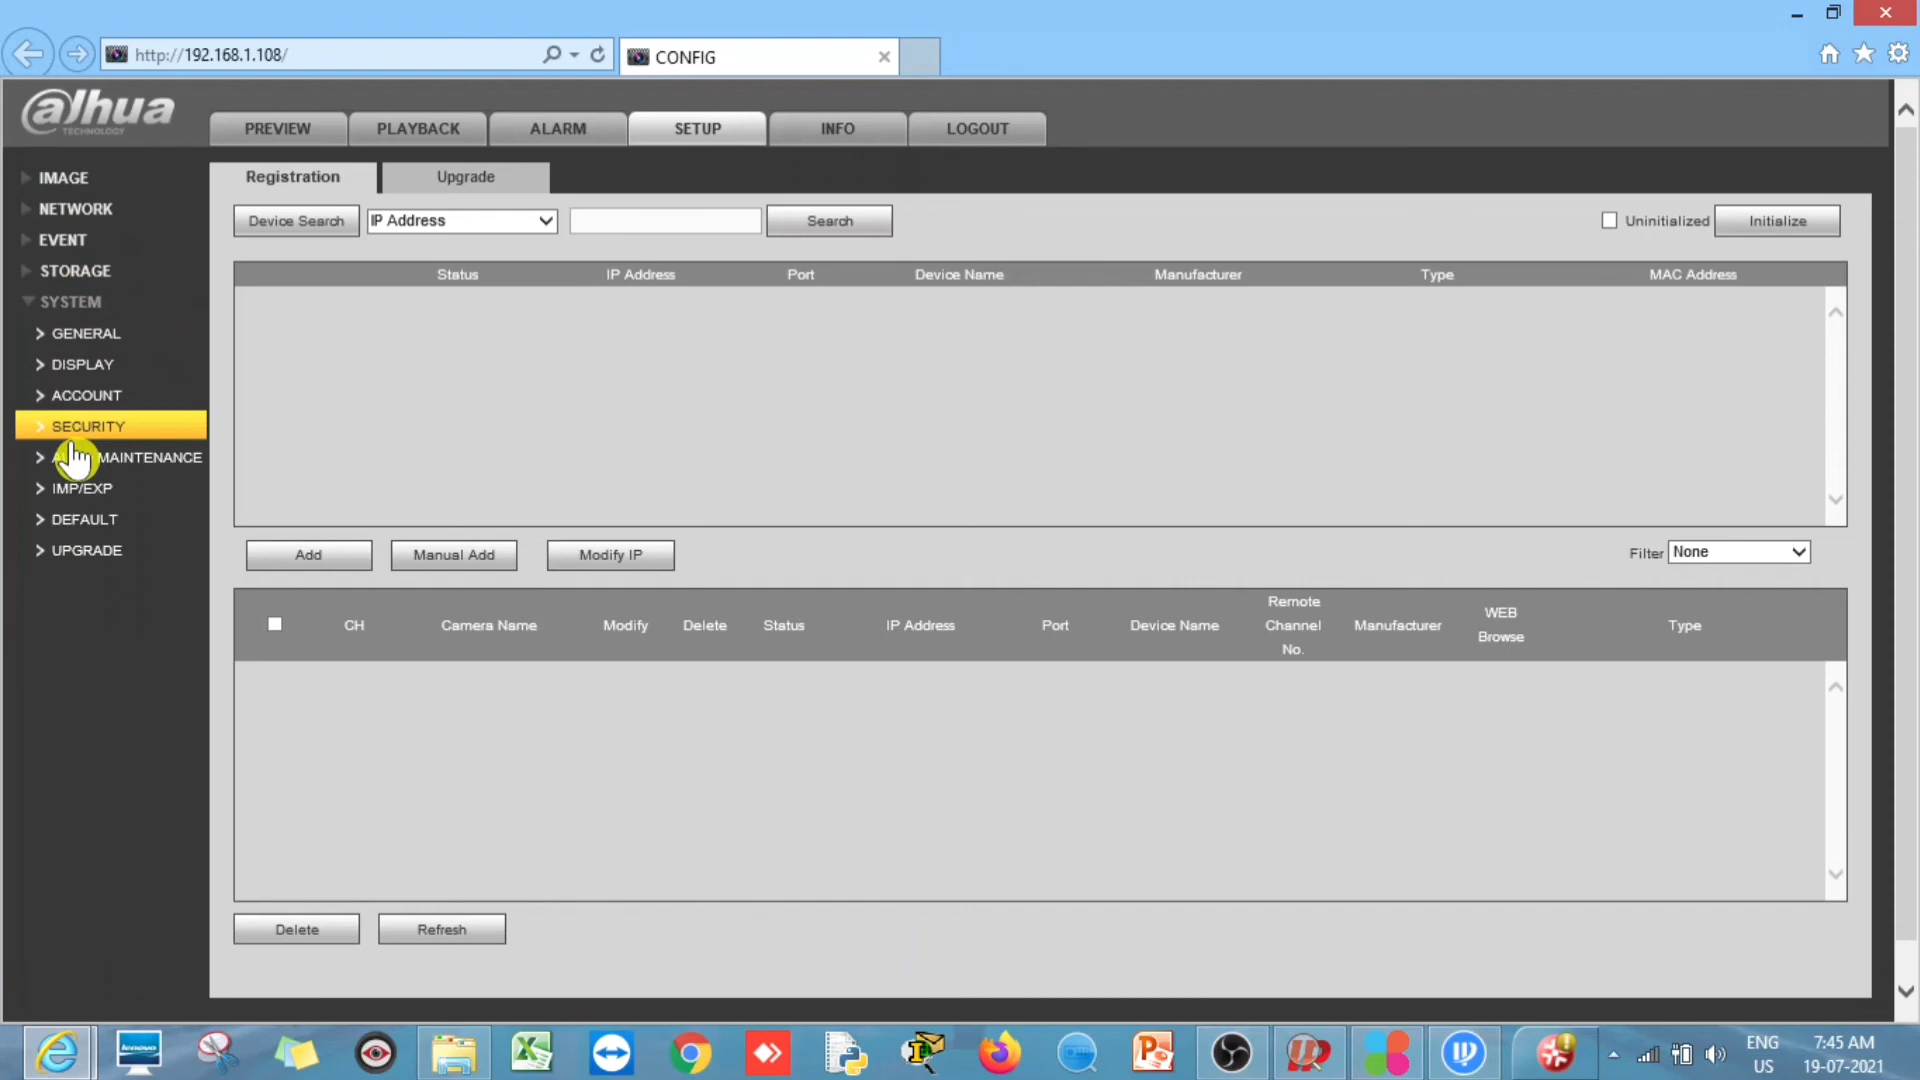 http://192.168.1.108/
CONFIG
alhua
TECHNOLOGY
PREVIEW
PLAYBACK
ALARM
SETUP
INFO
LOGOUT
IMAGE
NETWORK
EVENT
STORAGE
SYSTEM
GENERAL
DISPLAY
ACCOUNT
SECURITY
MAINTENANCE
IMP/EXP
DEFAULT
UPGRADE
Registration
Upgrade
Device Search
IP Address
Search
Uninitialized
Initialize
Status
IP Address
Port
Device Name
Manufacturer
Type
MAC Address
Add
Manual Add
Modify IP
Filter
None
CH
Camera Name
Modify
Delete
Status
IP Address
Port
Device Name
Remote
Channel
No.
Manufacturer
WEB
Browse
Type
Delete
Refresh
lenovo
ENG
US
7:45 AM
19-07-2021